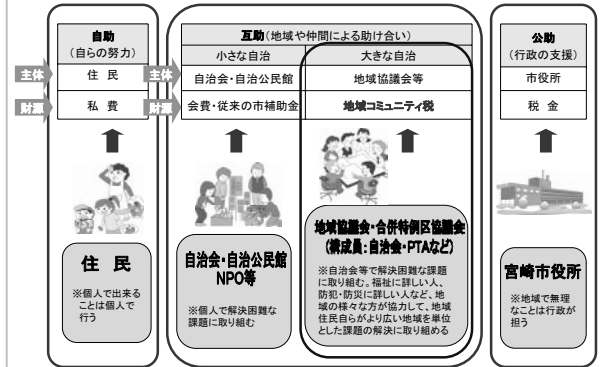 自助
(自らの努力)
主体
住 民
財源
私 費
互助(地域や仲間による助け合い)
小さな自治
大きな自治
主体
自治会・自治公民館
地域協議会等
財源
会費・従来の市補助金
地域コミュニティ税
公助
(行政の支援)
市役所
税 金
住 民
※個人で出来る
ことは個人で
行う
自治会・自治公民館
NPO等
※個人で解決困難な
課題に取り組む
地域協議会・合併特例区協議会
(構成員:自治会・PTAなど)
※自治会等で解決困難な課題
に取り組む。福祉に詳しい人、
防犯・防災に詳しい人など、地
域の様々な方が協力して、地域
住民自らがより広い地域を単位
とした課題の解決に取り組める
宮崎市役所
※地域で無理
なことは行政が
担う